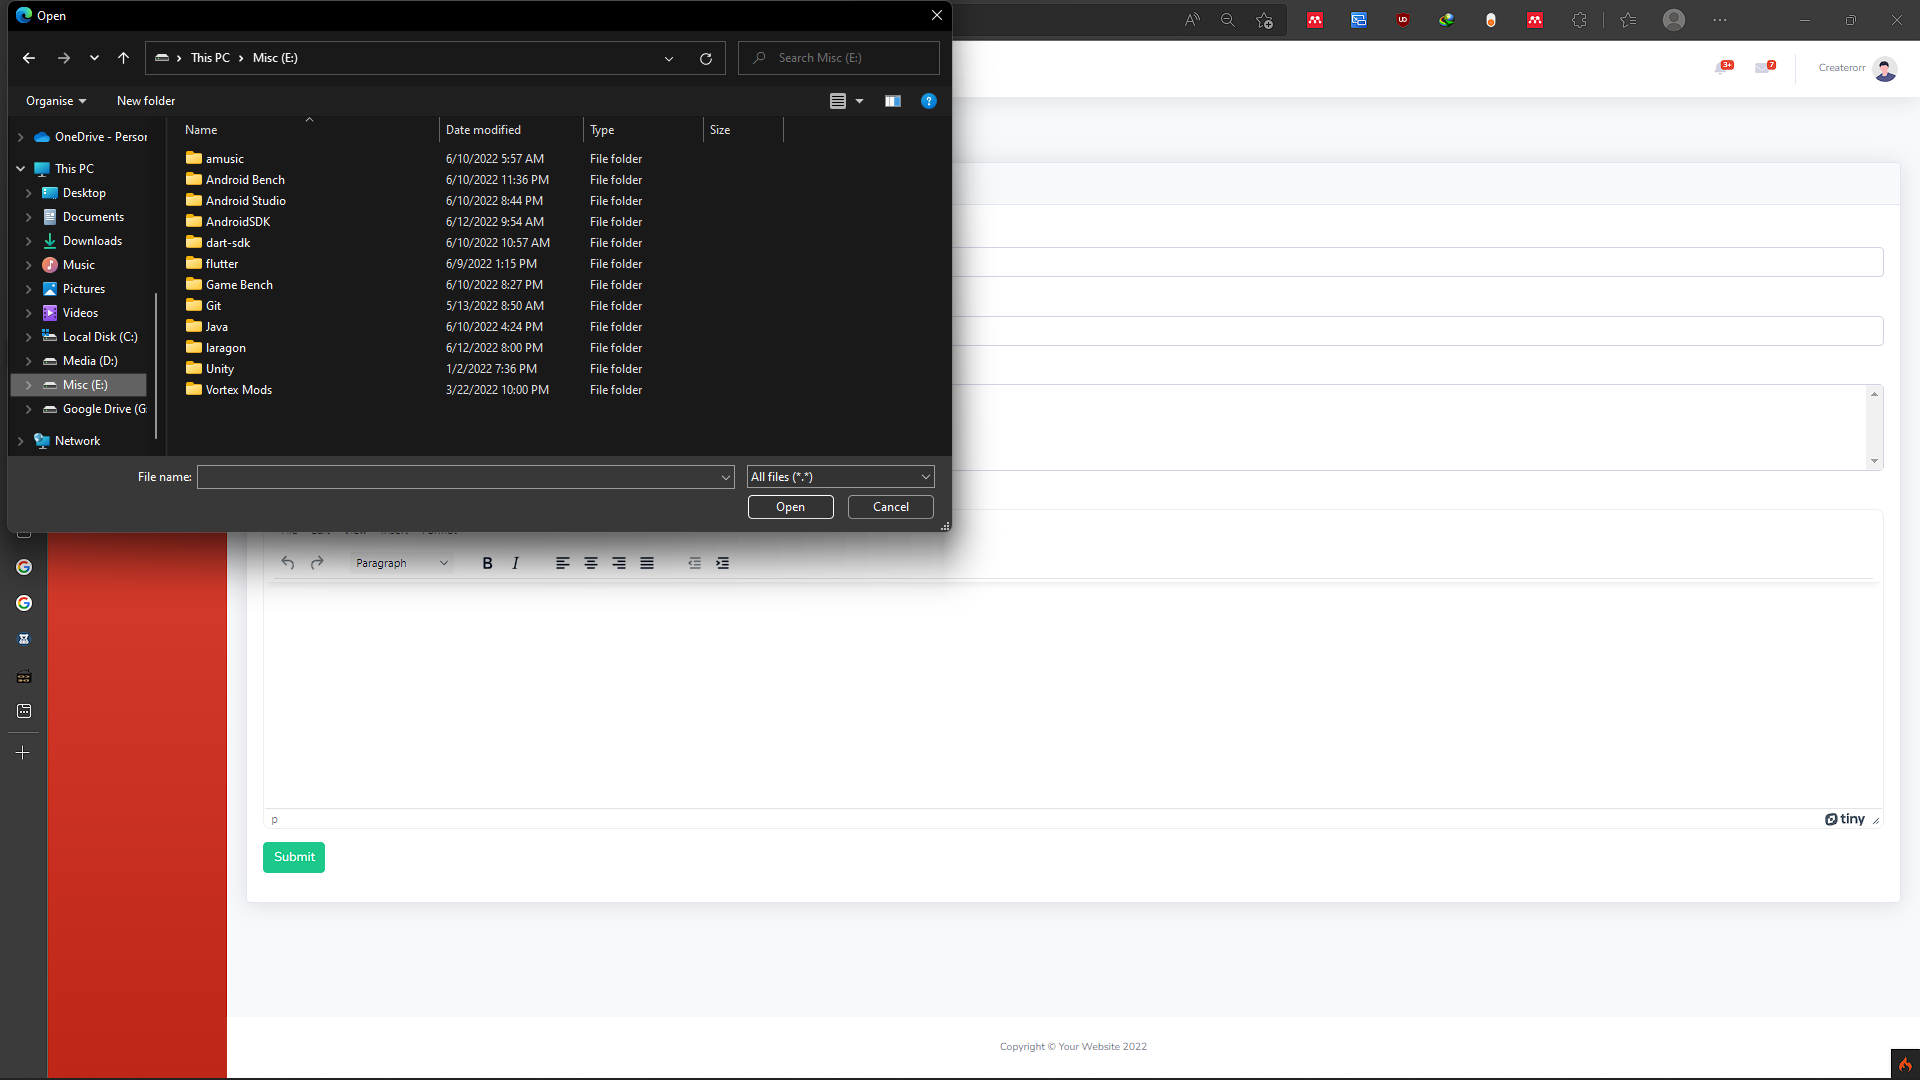 Open
This PC
Misc (E:)
Search Misc (E:)
Organise
New folder
Name
Date modified
Type
Size
OneDrive - Persor
This PC
Desktop
Documents
Downloads
Music
Pictures
Videos
Local Disk (C:)
Media (D:)
Misc (E:)
Google Drive (G:
Network
amusic 6/10/2022 5:57 AM File folder
Android Bench 6/10/2022 11:36 PM File folder
Android Studio 6/10/2022 8:44 PM File folder
AndroidSDK 6/12/2022 9:54 AM File folder
dart-sdk 6/10/2022 10:57 AM File folder
flutter 6/9/2022 1:15 PM File folder
Game Bench 6/10/2022 8:27 PM File folder
Git 5/13/2022 8:50 AM File folder
Java 6/10/2022 4:24 PM File folder
laragon 6/12/2022 8:00 PM File folder
Unity 1/2/2022 7:36 PM File folder
Vortex Mods 3/22/2022 10:00 PM File folder
File name:
All files (*.*)
Open
Cancel
3+
7
Createrorr
Paragraph
B I
p
tiny
Submit
Copyright © Your Website 2022